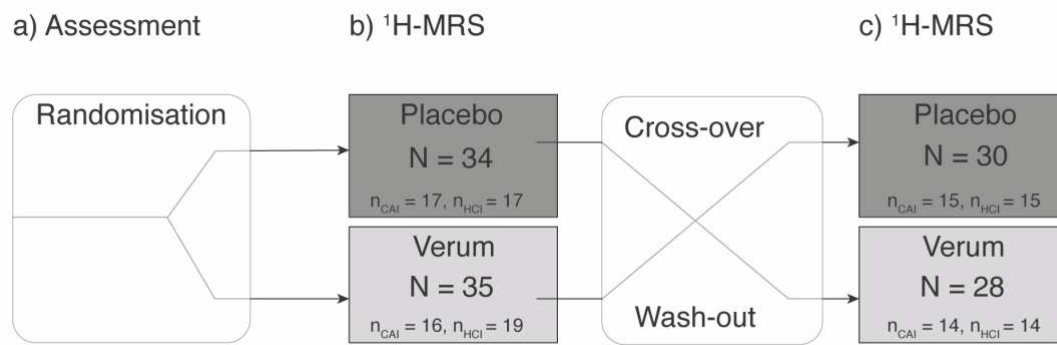 a) Assessment
b) ¹H-MRS
c) ¹H-MRS
Randomisation
Placebo
N = 34
n_CAI = 17, n_HCI = 17
Verum
N = 35
n_CAI = 16, n_HCI = 19
Cross-over
Wash-out
Placebo
N = 30
n_CAI = 15, n_HCI = 15
Verum
N = 28
n_CAI = 14, n_HCI = 14